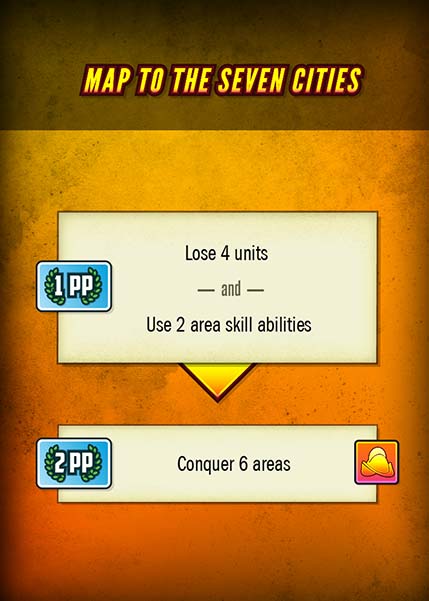 MAP TO THE SEVEN CITIES
Lose 4 units
1 PP
— and —
Use 2 area skill abilities
2 PP
Conquer 6 areas